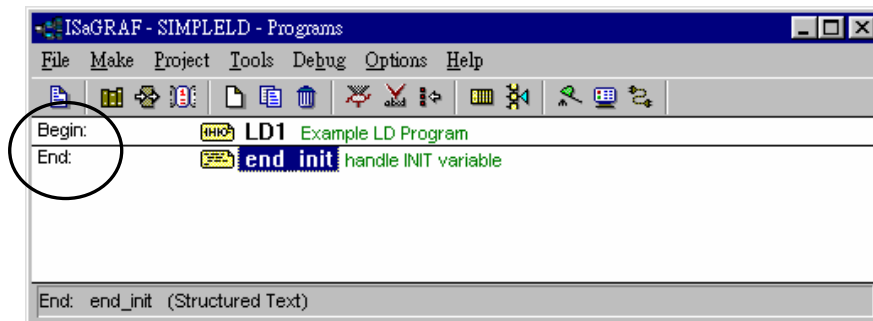 ISaGRAF - SIMPLELD - Programs
File Make Project Tools Debug Options Help
Begin: LD1 Example LD Program
End: end_init handle INIT variable
End: end_init (Structured Text)